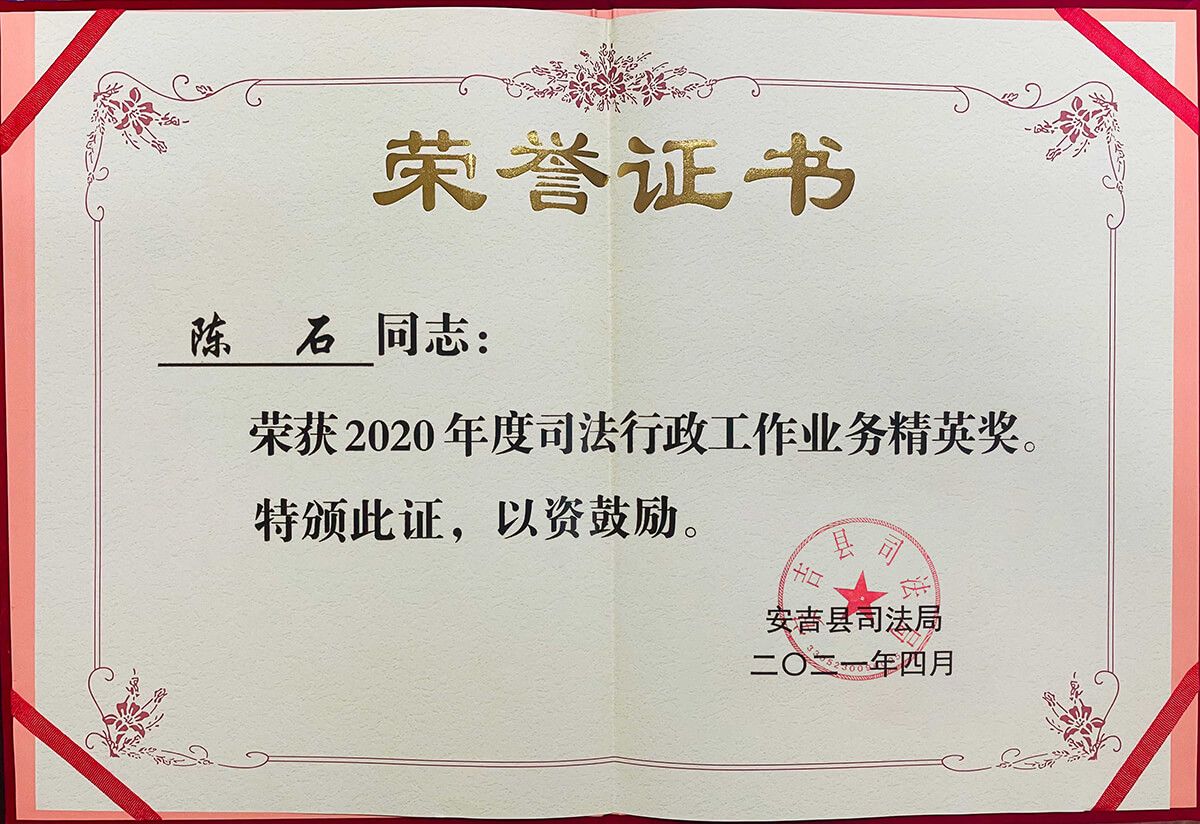 荣誉证书
陈 石 同志：
荣获2020年度司法行政工作业务精英奖。
特颁此证，以资鼓励。
安吉县司法局
安吉县司法局
二〇二一年四月